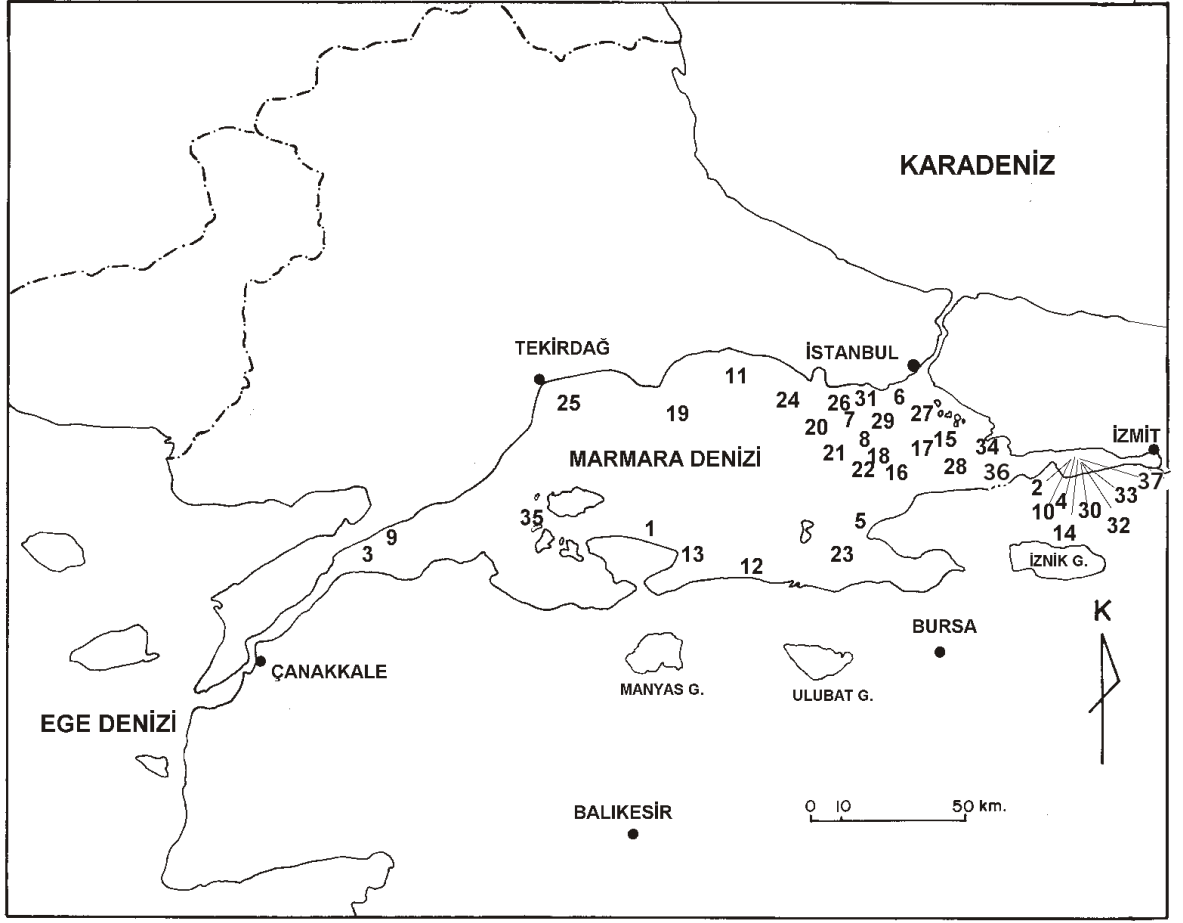 KARADENİZ
TEKİRDAĞ
İSTANBUL
11
25
19
24
26
31
6
7
29
27
20
8
21
18
17
15
22
16
28
34
36
İZMİT
MARMARA DENİZİ
2
4
37
33
10
30
32
14
35
1
5
9
3
13
12
23
İZNİK G.
K
BURSA
ÇANAKKALE
MANYAS G.
ULUBAT G.
EGE DENİZİ
0 10 50 km.
BALIKESİR